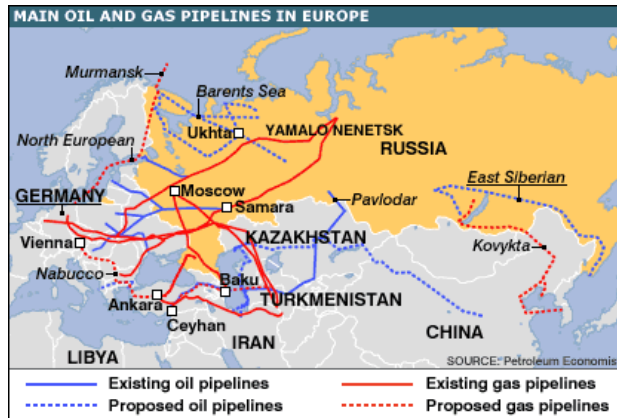 MAIN OIL AND GAS PIPELINES IN EUROPE
Murmansk
Barents Sea
Ukhta
YAMALO NENETSK
North European
RUSSIA
East Siberian
GERMANY
Moscow
Pavlodar
Samara
Vienna
KAZAKHSTAN
Kovykta
Nabucco
Baku
Ankara
TURKMENISTAN
Ceyhan
CHINA
IRAN
LIBYA
SOURCE: Petroleum Economis
Existing oil pipelines
Existing gas pipelines
Proposed oil pipelines
Proposed gas pipelines